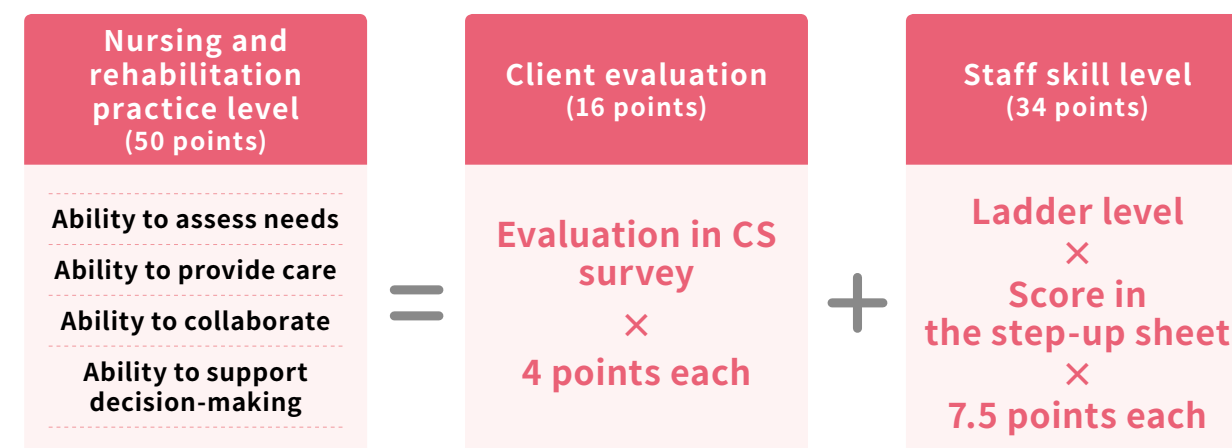 Nursing and
rehabilitation
practice level
(50 points)
Ability to assess needs
Ability to provide care
Ability to collaborate
Ability to support
decision-making
=
Client evaluation
(16 points)
Evaluation in CS
survey
×
4 points each
+
Staff skill level
(34 points)
Ladder level
×
Score in
the step-up sheet
×
7.5 points each